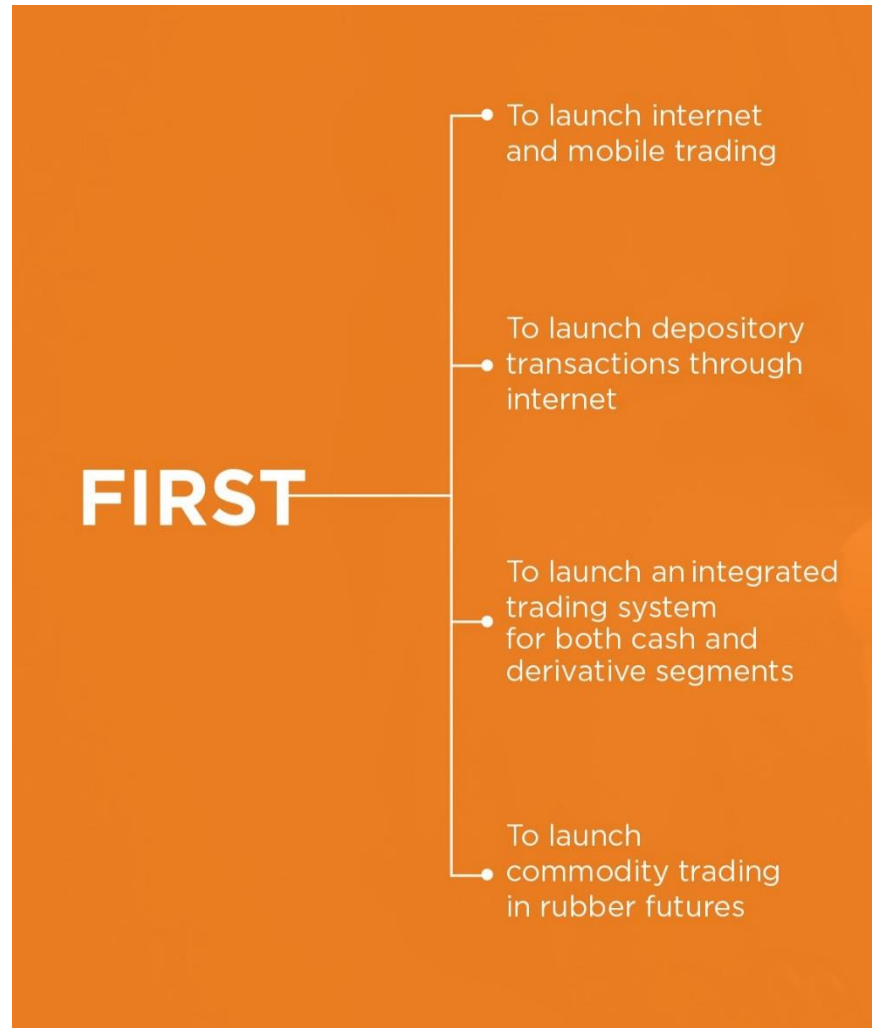 FIRST
To launch internet
and mobile trading
To launch depository
transactions through
internet
To launch an integrated
trading system
for both cash and
derivative segments
To launch
commodity trading
in rubber futures